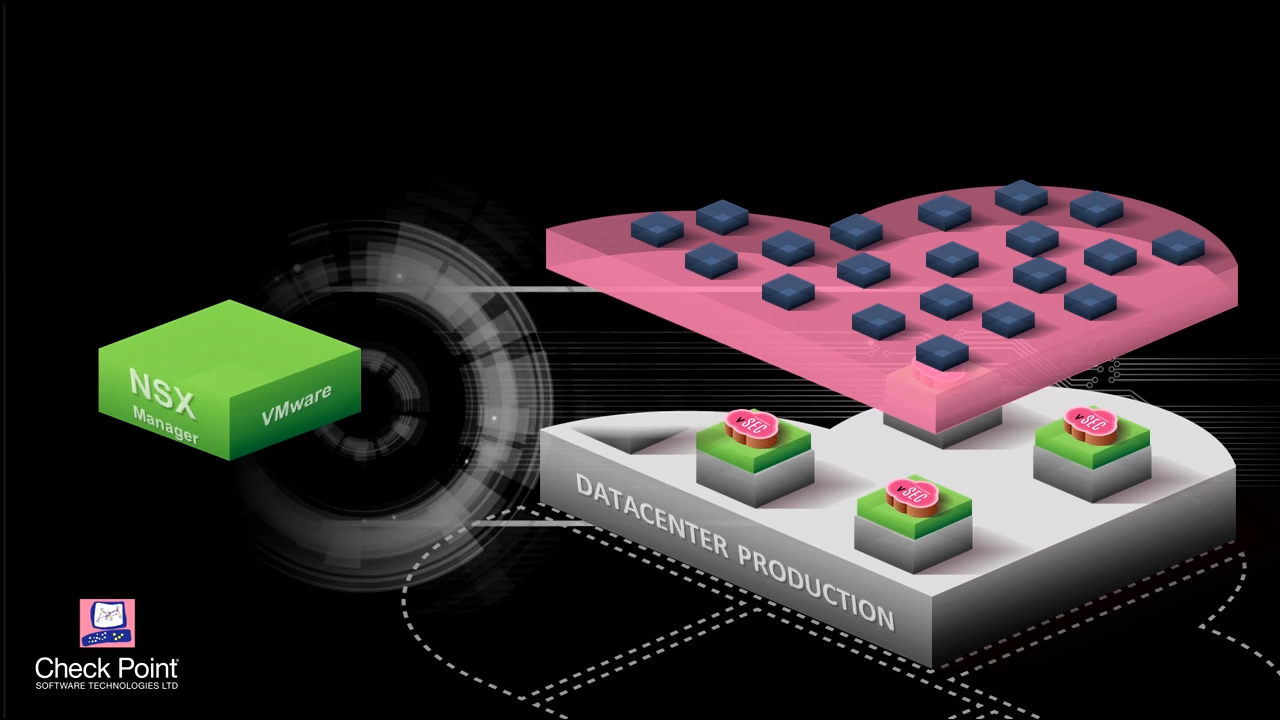 NSX
Manager
VMware
vSEC
vSEC
vSEC
DATACENTER PRODUCTION
Check Point
SOFTWARE TECHNOLOGIES LTD